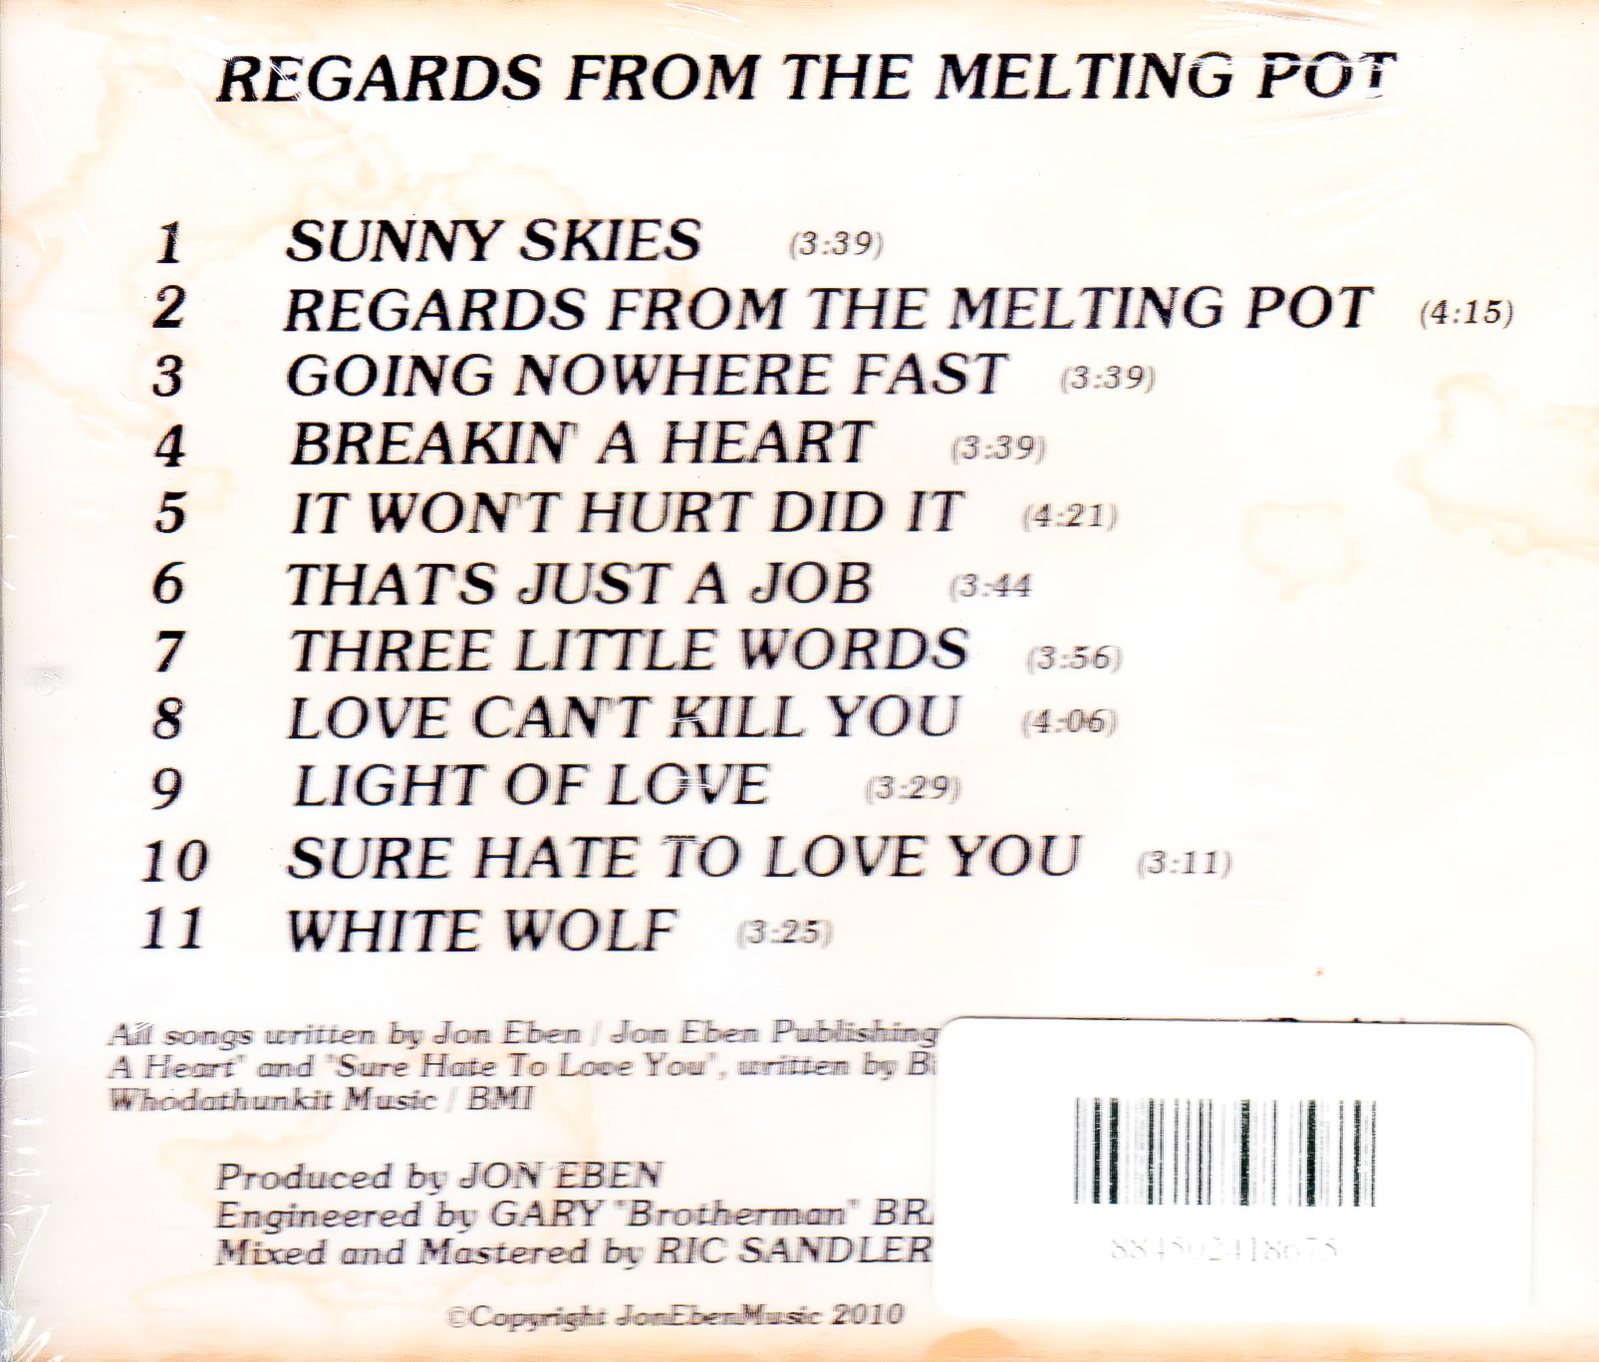 REGARDS FROM THE MELTING POT
1 SUNNY SKIES (3:39)
2 REGARDS FROM THE MELTING POT (4:15)
3 GOING NOWHERE FAST (3:39)
4 BREAKIN' A HEART (3:39)
5 IT WON'T HURT DID IT (4:21)
6 THAT'S JUST A JOB (3:44
7 THREE LITTLE WORDS (3:56)
8 LOVE CAN'T KILL YOU (4:06)
9 LIGHT OF LOVE (3:29)
10 SURE HATE TO LOVE YOU (3:11)
11 WHITE WOLF (3:25)
All songs written by Jon Eben / Jon Eben Publishing
A Heart" and "Sure Hate To Love You", written by
Whodathunkit Music / BMI
Produced by JON EBEN
Engineered by GARY "Brotherman"
Mixed and Mastered by RIC SANDLER
©Copyright JonEbenMusic 2010